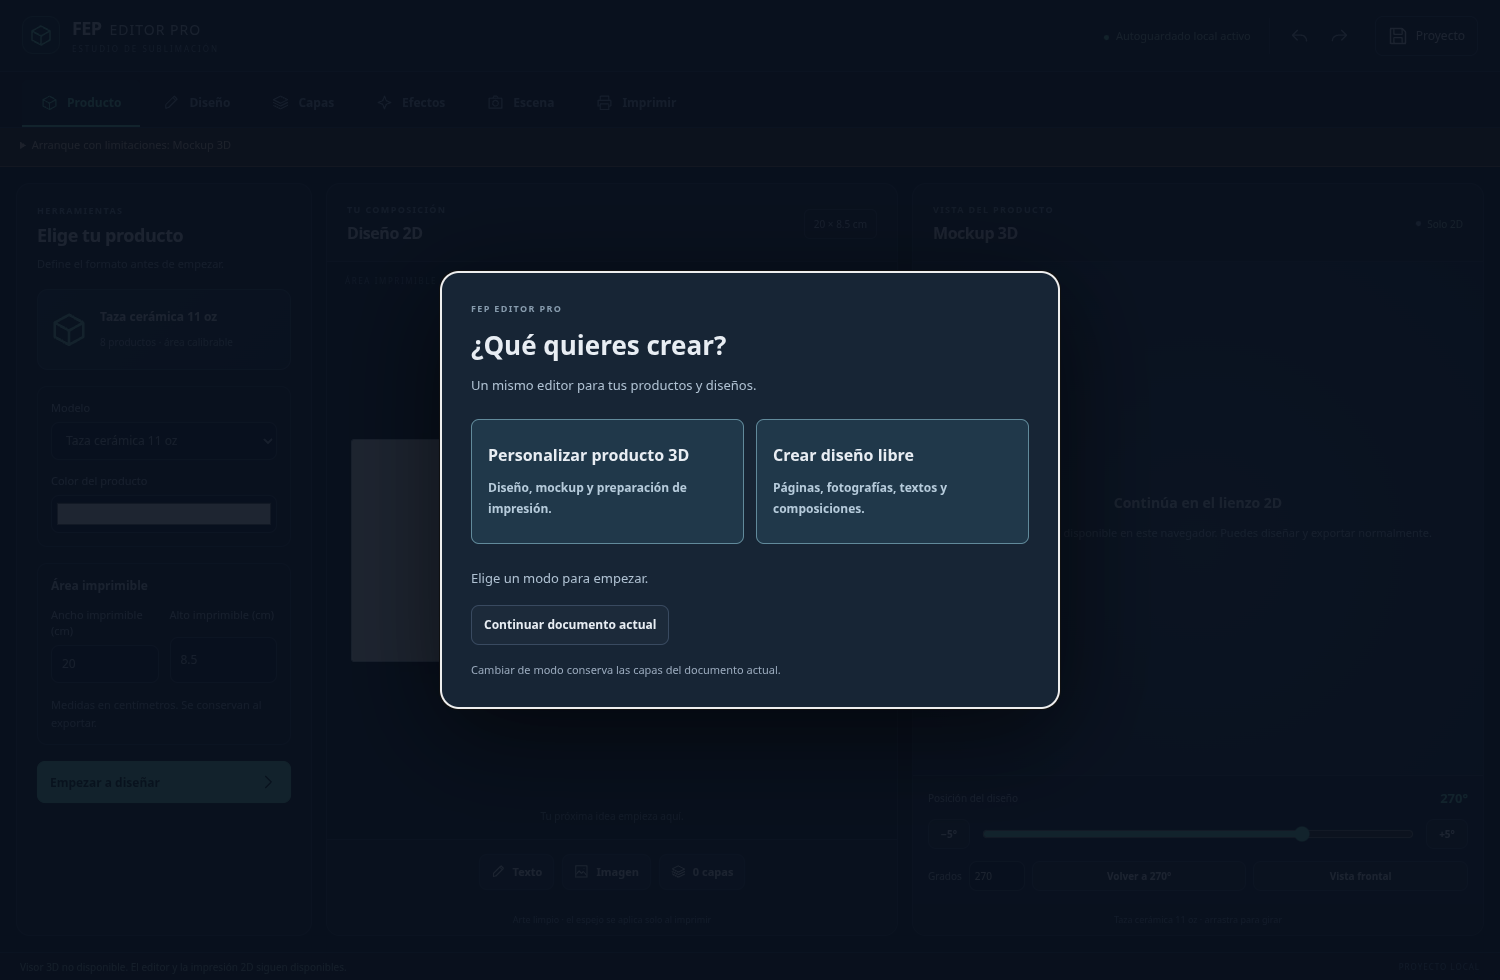 FEP EDITOR PRO
ESTUDIO DE SUBLIMACIÓN
Autoguardado local activo
Proyecto
Producto
Diseño
Capas
Efectos
Escena
Imprimir
Arranque con limitaciones: Mockup 3D
HERRAMIENTAS
Elige tu producto
Define el formato antes de empezar.
Taza cerámica 11 oz
8 productos · área calibrable
Modelo
Taza cerámica 11 oz
Color del producto
Área imprimible
Ancho imprimible
(cm)
Alto imprimible (cm)
20
8.5
Medidas en centímetros. Se conservan al
exportar.
Empezar a diseñar
TU COMPOSICIÓN
Diseño 2D
20 × 8.5 cm
FEP EDITOR PRO
¿Qué quieres crear?
Un mismo editor para tus productos y diseños.
Personalizar producto 3D
Diseño, mockup y preparación de
impresión.
Crear diseño libre
Páginas, fotografías, textos y
composiciones.
Elige un modo para empezar.
Continuar documento actual
Cambiar de modo conserva las capas del documento actual.
Tu próxima idea empieza aquí
Texto
Imagen
0 capas
VISTA DEL PRODUCTO
Mockup 3D
Solo 2D
Continúa en el lienzo 2D
disponible en este navegador. Puedes diseñar y exportar normalmente.
Posición del diseño
270°
−5°
+5°
Grados
270
Volver a 270°
Vista frontal
Visor 3D no disponible. El editor y la impresión 2D siguen disponibles.
PROYECTO LOCAL